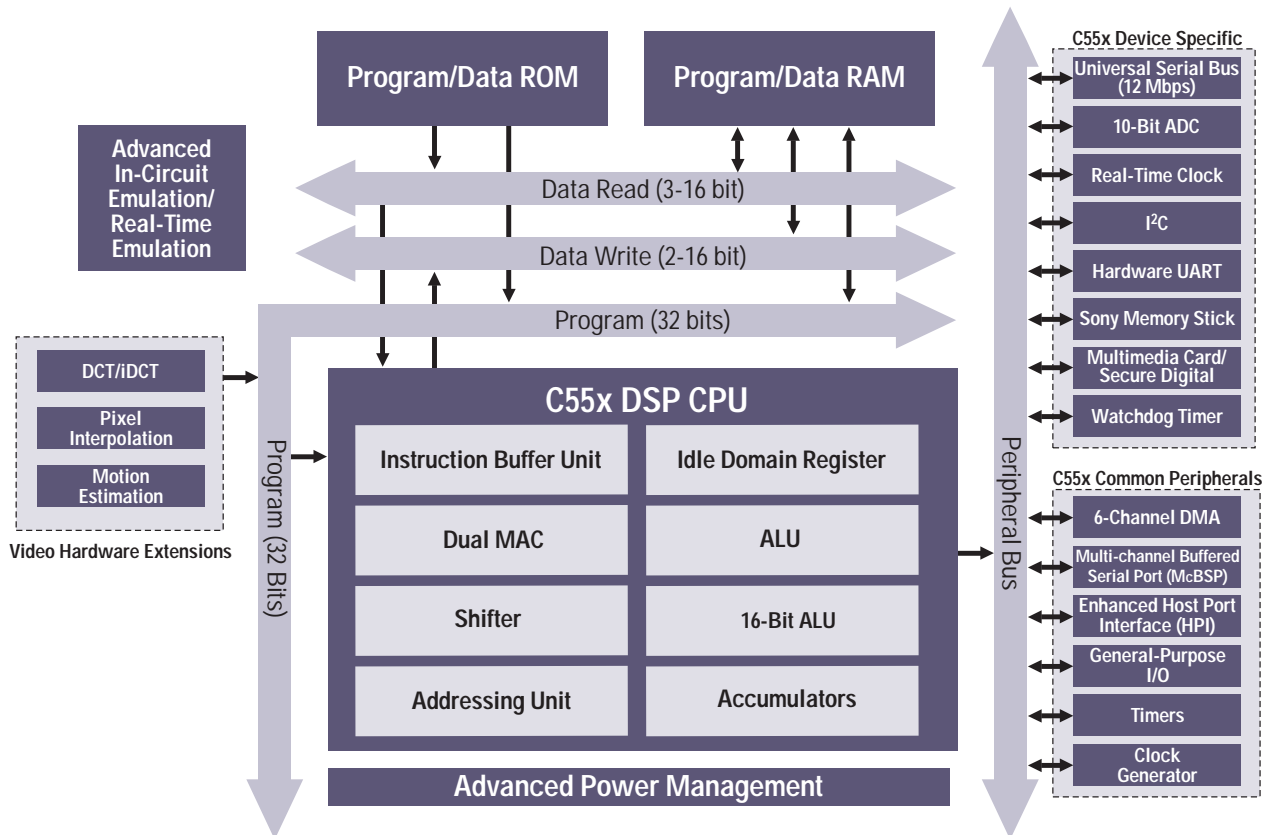 Program/Data ROM
Program/Data RAM
Advanced
In-Circuit
Emulation/
Real-Time
Emulation
Data Read (3-16 bit)
Data Write (2-16 bit)
Program (32 bits)
DCT/iDCT
Pixel
Interpolation
Motion
Estimation
Video Hardware Extensions
Program (32 Bits)
C55x DSP CPU
Instruction Buffer Unit
Idle Domain Register
Dual MAC
ALU
Shifter
16-Bit ALU
Addressing Unit
Accumulators
Advanced Power Management
Peripheral Bus
C55x Device Specific
Universal Serial Bus
(12 Mbps)
10-Bit ADC
Real-Time Clock
I²C
Hardware UART
Sony Memory Stick
Multimedia Card/
Secure Digital
Watchdog Timer
C55x Common Peripherals
6-Channel DMA
Multi-channel Buffered
Serial Port (McBSP)
Enhanced Host Port
Interface (HPI)
General-Purpose
I/O
Timers
Clock
Generator